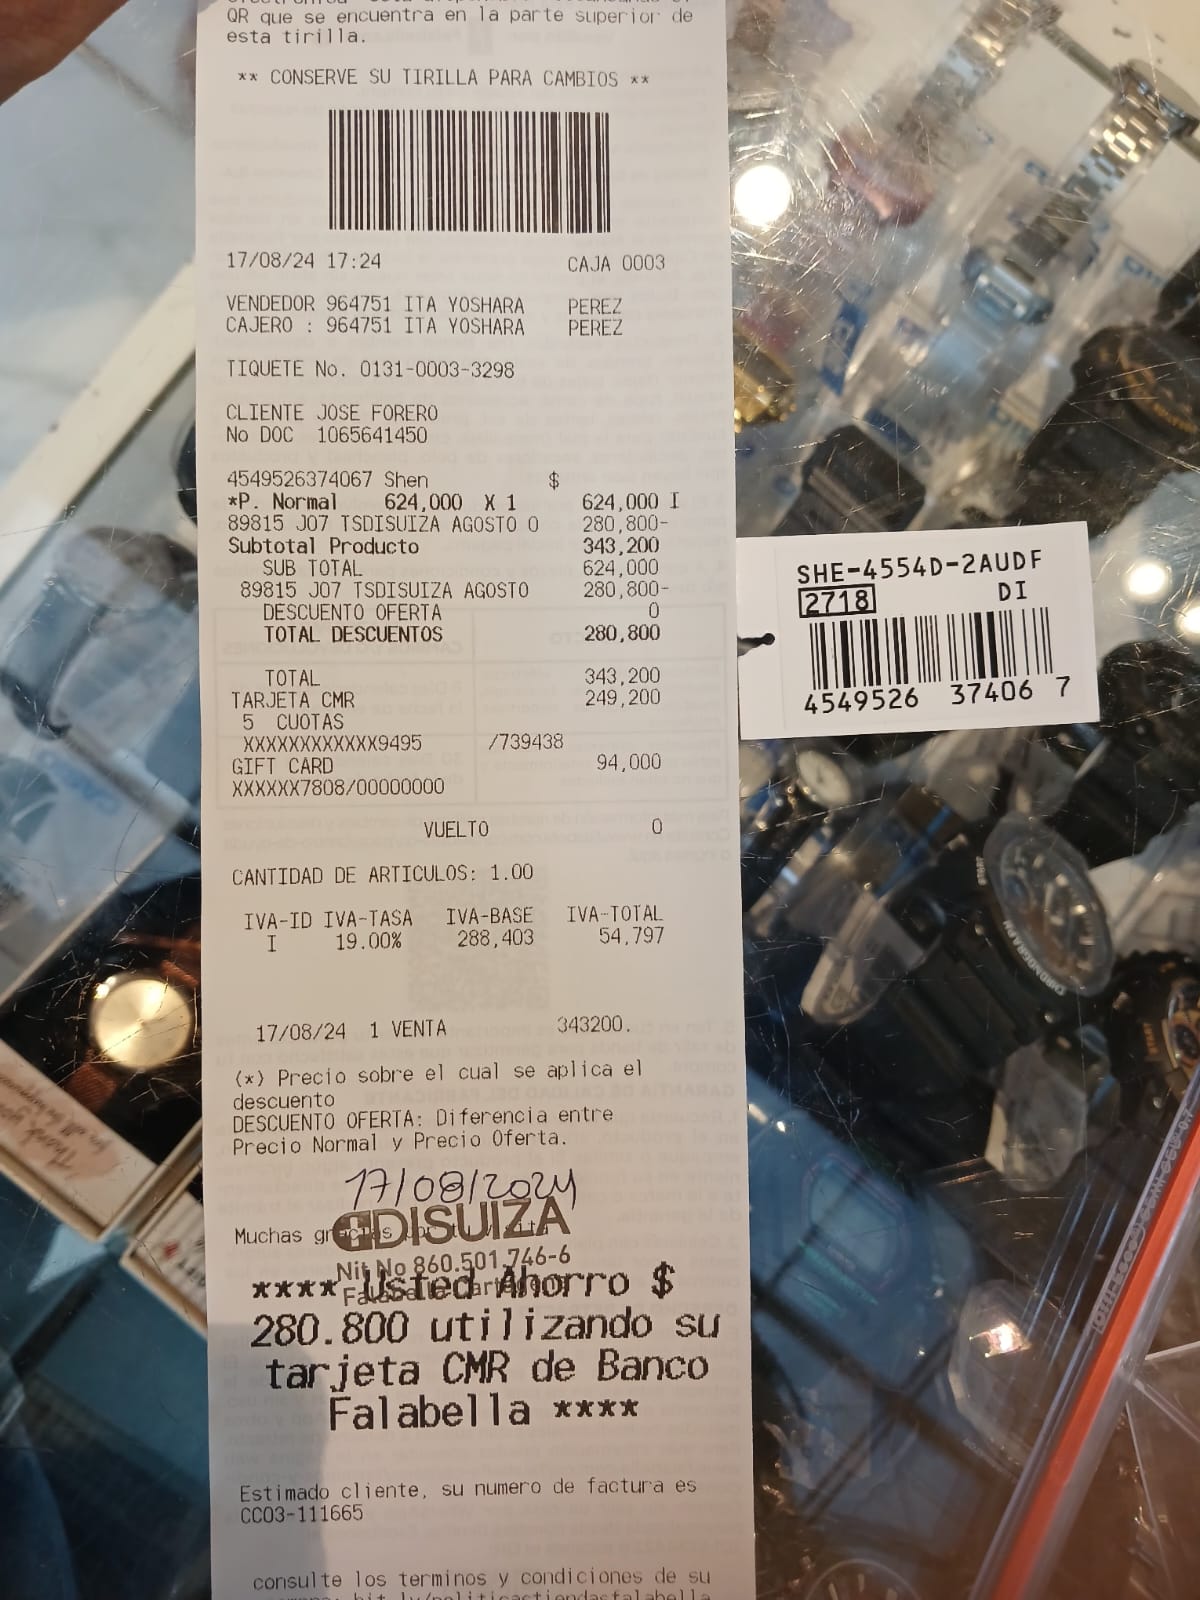 QR que se encuentra en la parte superior de
esta tirilla.
** CONSERVE SU TIRILLA PARA CAMBIOS **
17/08/24 17:24 CAJA 0003
VENDEDOR 964751 ITA YOSHARA PEREZ
CAJERO : 964751 ITA YOSHARA PEREZ
TIQUETE No. 0131-0003-3298
CLIENTE JOSE FORERO
No DOC 1065641450
4549526374067 Shen $
*P. Normal 624,000 X 1 624,000 I
89815 J07 TSDISUIZA AGOSTO O 280,800-
Subtotal Producto 343,200
SUB TOTAL 624,000
89815 J07 TSDISUIZA AGOSTO 280,800-
DESCUENTO OFERTA 0
TOTAL DESCUENTOS 280,800
TOTAL 343,200
TARJETA CMR 249,200
5 CUOTAS
XXXXXXXXXXXX9495 /739438
GIFT CARD 94,000
XXXXXX7808/00000000
VUELTO 0
CANTIDAD DE ARTICULOS: 1.00
IVA-ID IVA-TASA IVA-BASE IVA-TOTAL
I 19.00% 288,403 54,797
17/08/24 1 VENTA 343200.
(*) Precio sobre el cual se aplica el
descuento
DESCUENTO OFERTA: Diferencia entre
Precio Normal y Precio Oferta.
17/08/2024
DISUIZA
Muchas gracias por tu visita
Nit No 860.501.746-6
Falabella Cartagena
**** Usted Ahorro $
280.800 utilizando su
tarjeta CMR de Banco
Falabella ****
Estimado cliente, su numero de factura es
CC03-111665
consulte los terminos y condiciones de su
SHE-4554D-2AUDF
2718 DI
4549526 37406 7
CHRONOGRAPH